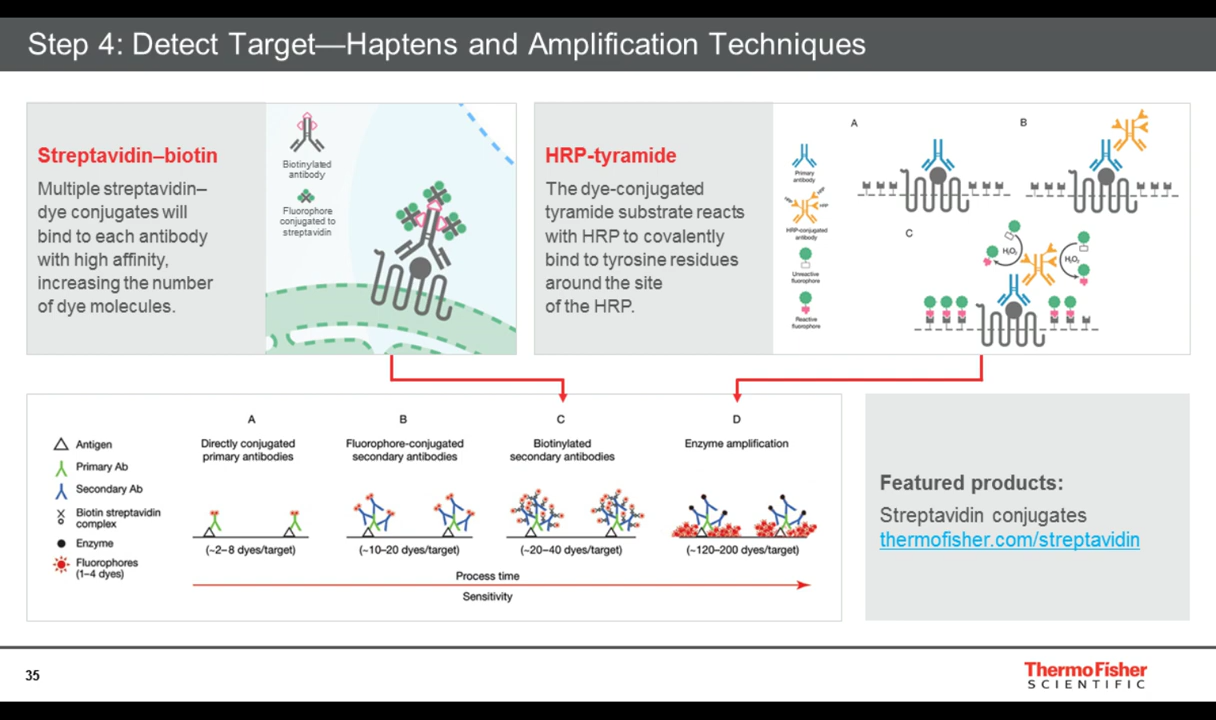 Step 4: Detect Target—Haptens and Amplification Techniques
Streptavidin–biotin
Multiple streptavidin–
dye conjugates will
bind to each antibody
with high affinity,
increasing the number
of dye molecules.
Biotinylated
antibody
Fluorophore
conjugated to
streptavidin
HRP-tyramide
The dye-conjugated
tyramide substrate reacts
with HRP to covalently
bind to tyrosine residues
around the site
of the HRP.
A
B
Primary
antibody
HRP
HRP-conjugated
antibody
C
H₂O₂
H₂O₂
Unreactive
fluorophore
Reactive
fluorophore
Antigen
Primary Ab
Secondary Ab
Biotin streptavidin
complex
Enzyme
Fluorophores
(1–4 dyes)
A
Directly conjugated
primary antibodies
(~2–8 dyes/target)
B
Fluorophore-conjugated
secondary antibodies
(~10–20 dyes/target)
C
Biotinylated
secondary antibodies
(~20–40 dyes/target)
D
Enzyme amplification
(~120–200 dyes/target)
Process time
Sensitivity
Featured products:
Streptavidin conjugates
thermofisher.com/streptavidin
35
ThermoFisher
SCIENTIFIC